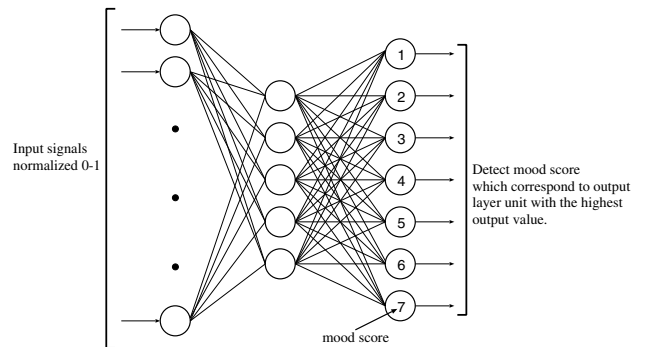 Input signals
normalized 0-1
1
2
3
4
5
6
7
Detect mood score
which correspond to output
layer unit with the highest
output value.
mood score